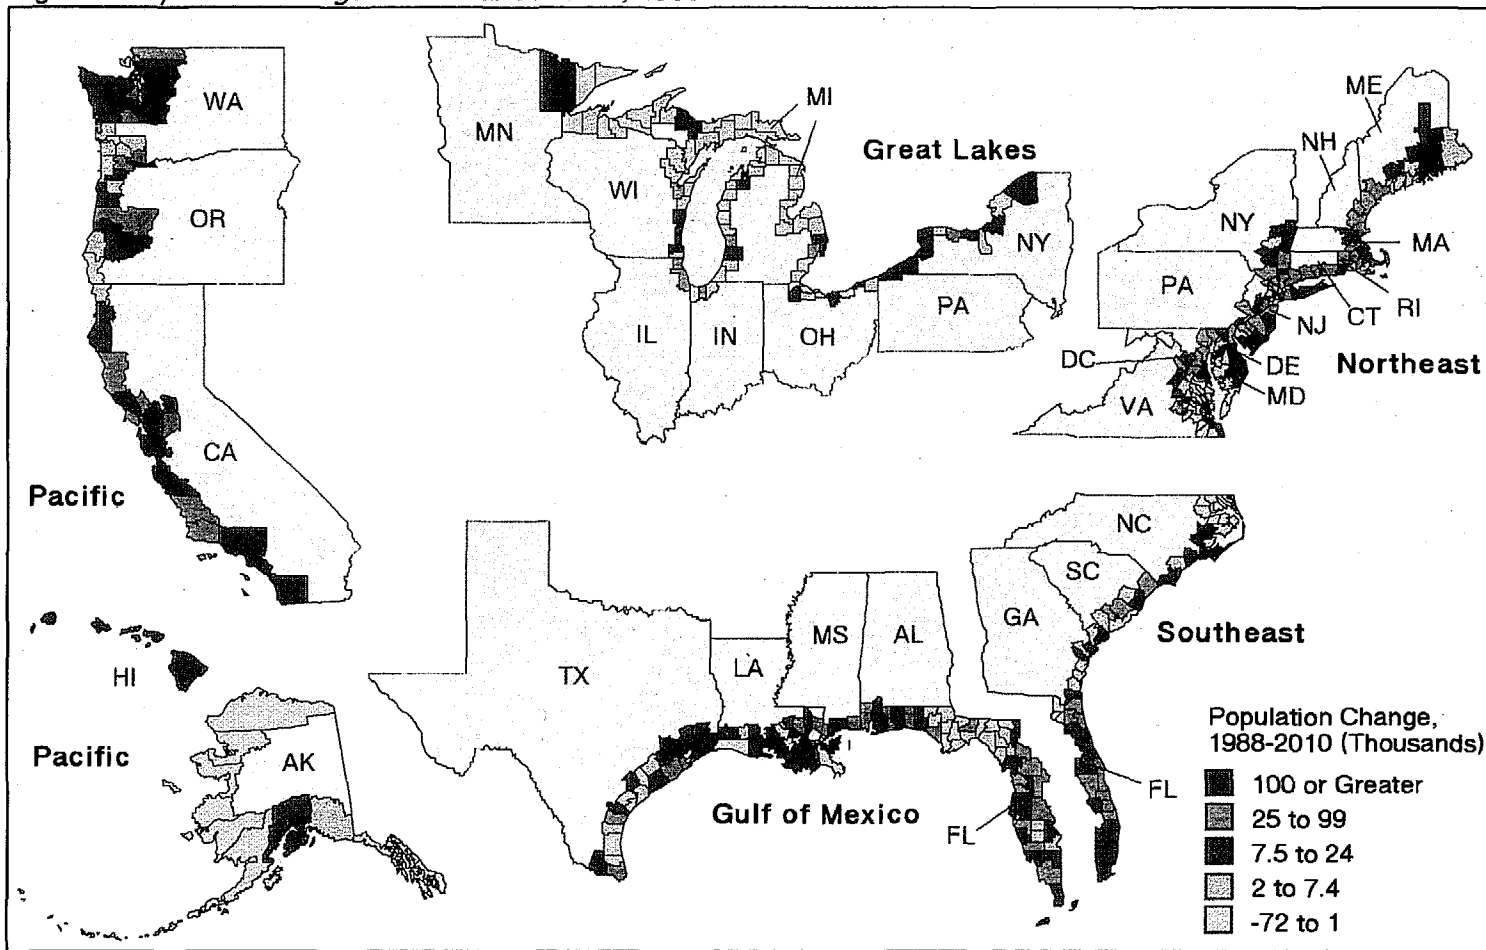 WA
MN
MI
ME
Great Lakes
NH
WI
OR
NY
NY
MA
PA
PA
IL
IN
OH
NJ
CT
RI
DC
DE
Northeast
MD
VA
CA
Pacific
NC
SC
GA
MS
AL
Southeast
TX
LA
HI
Pacific
AK
Gulf of Mexico
FL
FL
Population Change,
1988-2010 (Thousands)
100 or Greater
25 to 99
7.5 to 24
2 to 7.4
-72 to 1